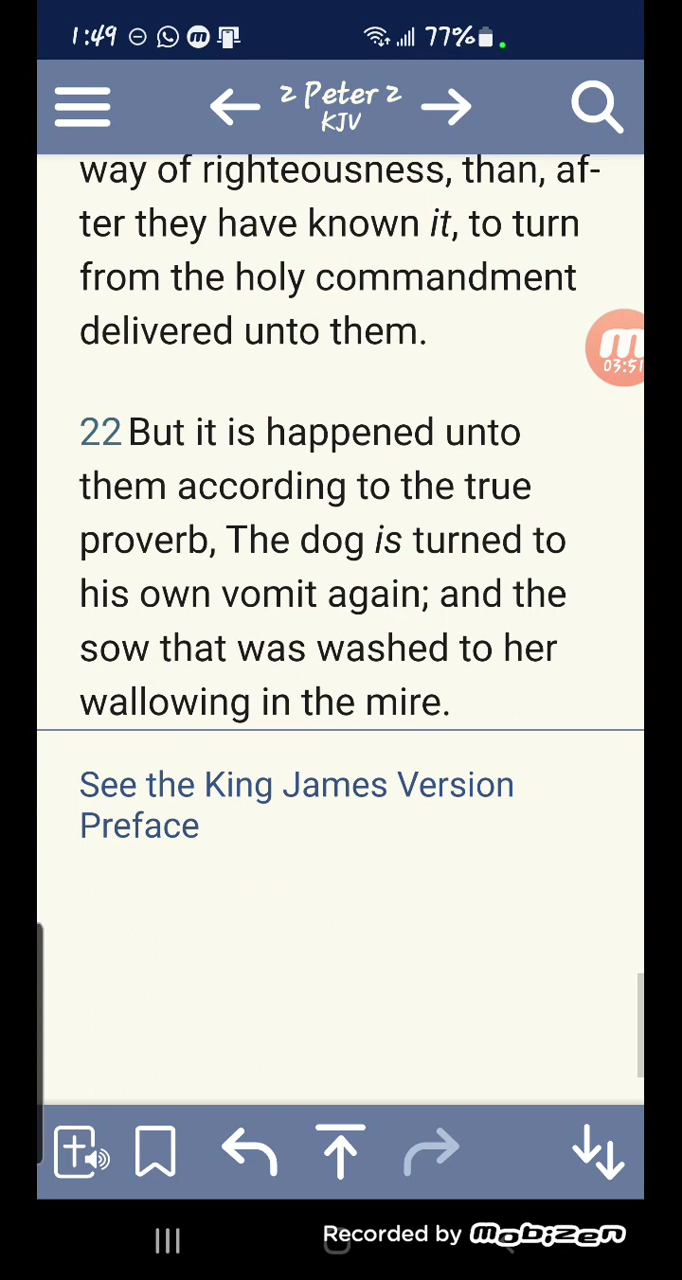 1:49 77%
2 Peter 2
KJV
way of righteousness, than, af-
ter they have known it, to turn
from the holy commandment
delivered unto them.
03:51
22 But it is happened unto
them according to the true
proverb, The dog is turned to
his own vomit again; and the
sow that was washed to her
wallowing in the mire.
See the King James Version
Preface
Recorded by mobizen